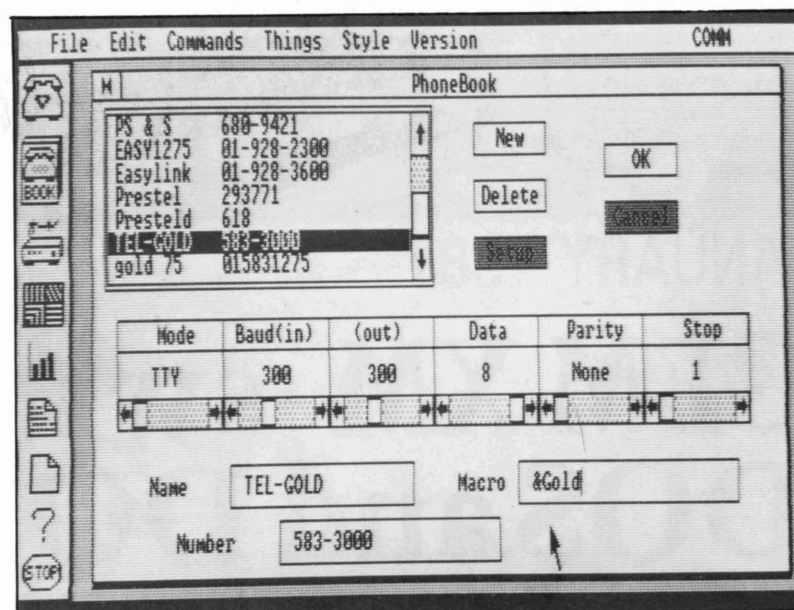 File Edit Commands Things Style Version COMM
PhoneBook
PS & S 680-9421
EASY1275 01-928-2300
Easylink 01-928-3600
Prestel 293771
Presteld 618
TEL-GOLD 583-3000
gold 75 015831275
New
OK
Delete
Cancel
Setup
BOOK
Mode Baud(in) (out) Data Parity Stop
TTY 300 300 8 None 1
Name TEL-GOLD Macro &Gold
Number 583-3000
?
STOP